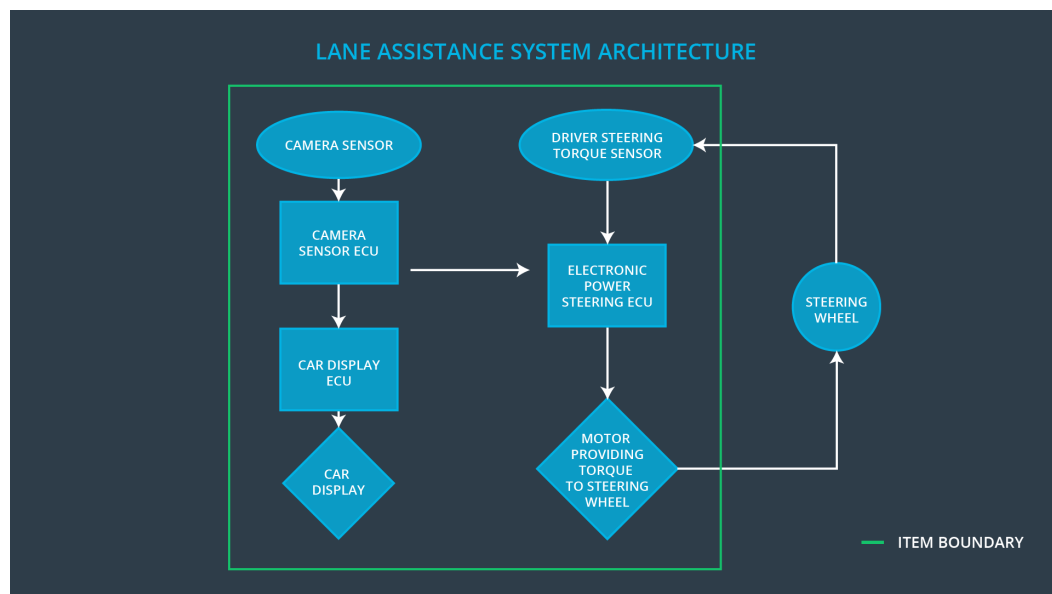 LANE ASSISTANCE SYSTEM ARCHITECTURE
CAMERA SENSOR
DRIVER STEERING
TORQUE SENSOR
CAMERA
SENSOR ECU
ELECTRONIC
POWER
STEERING ECU
STEERING
WHEEL
CAR DISPLAY
ECU
CAR
DISPLAY
MOTOR
PROVIDING
TORQUE
TO STEERING
WHEEL
ITEM BOUNDARY